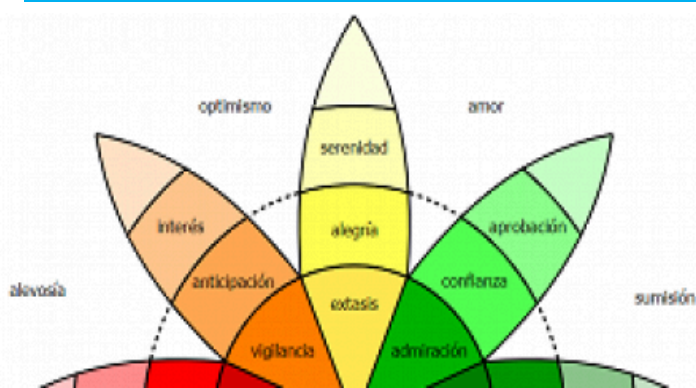 optimismo
amor
serenidad
interés
alegria
aprobación
anticipación
confianza
alevosía
sumisión
extasis
vigilancia
admiración